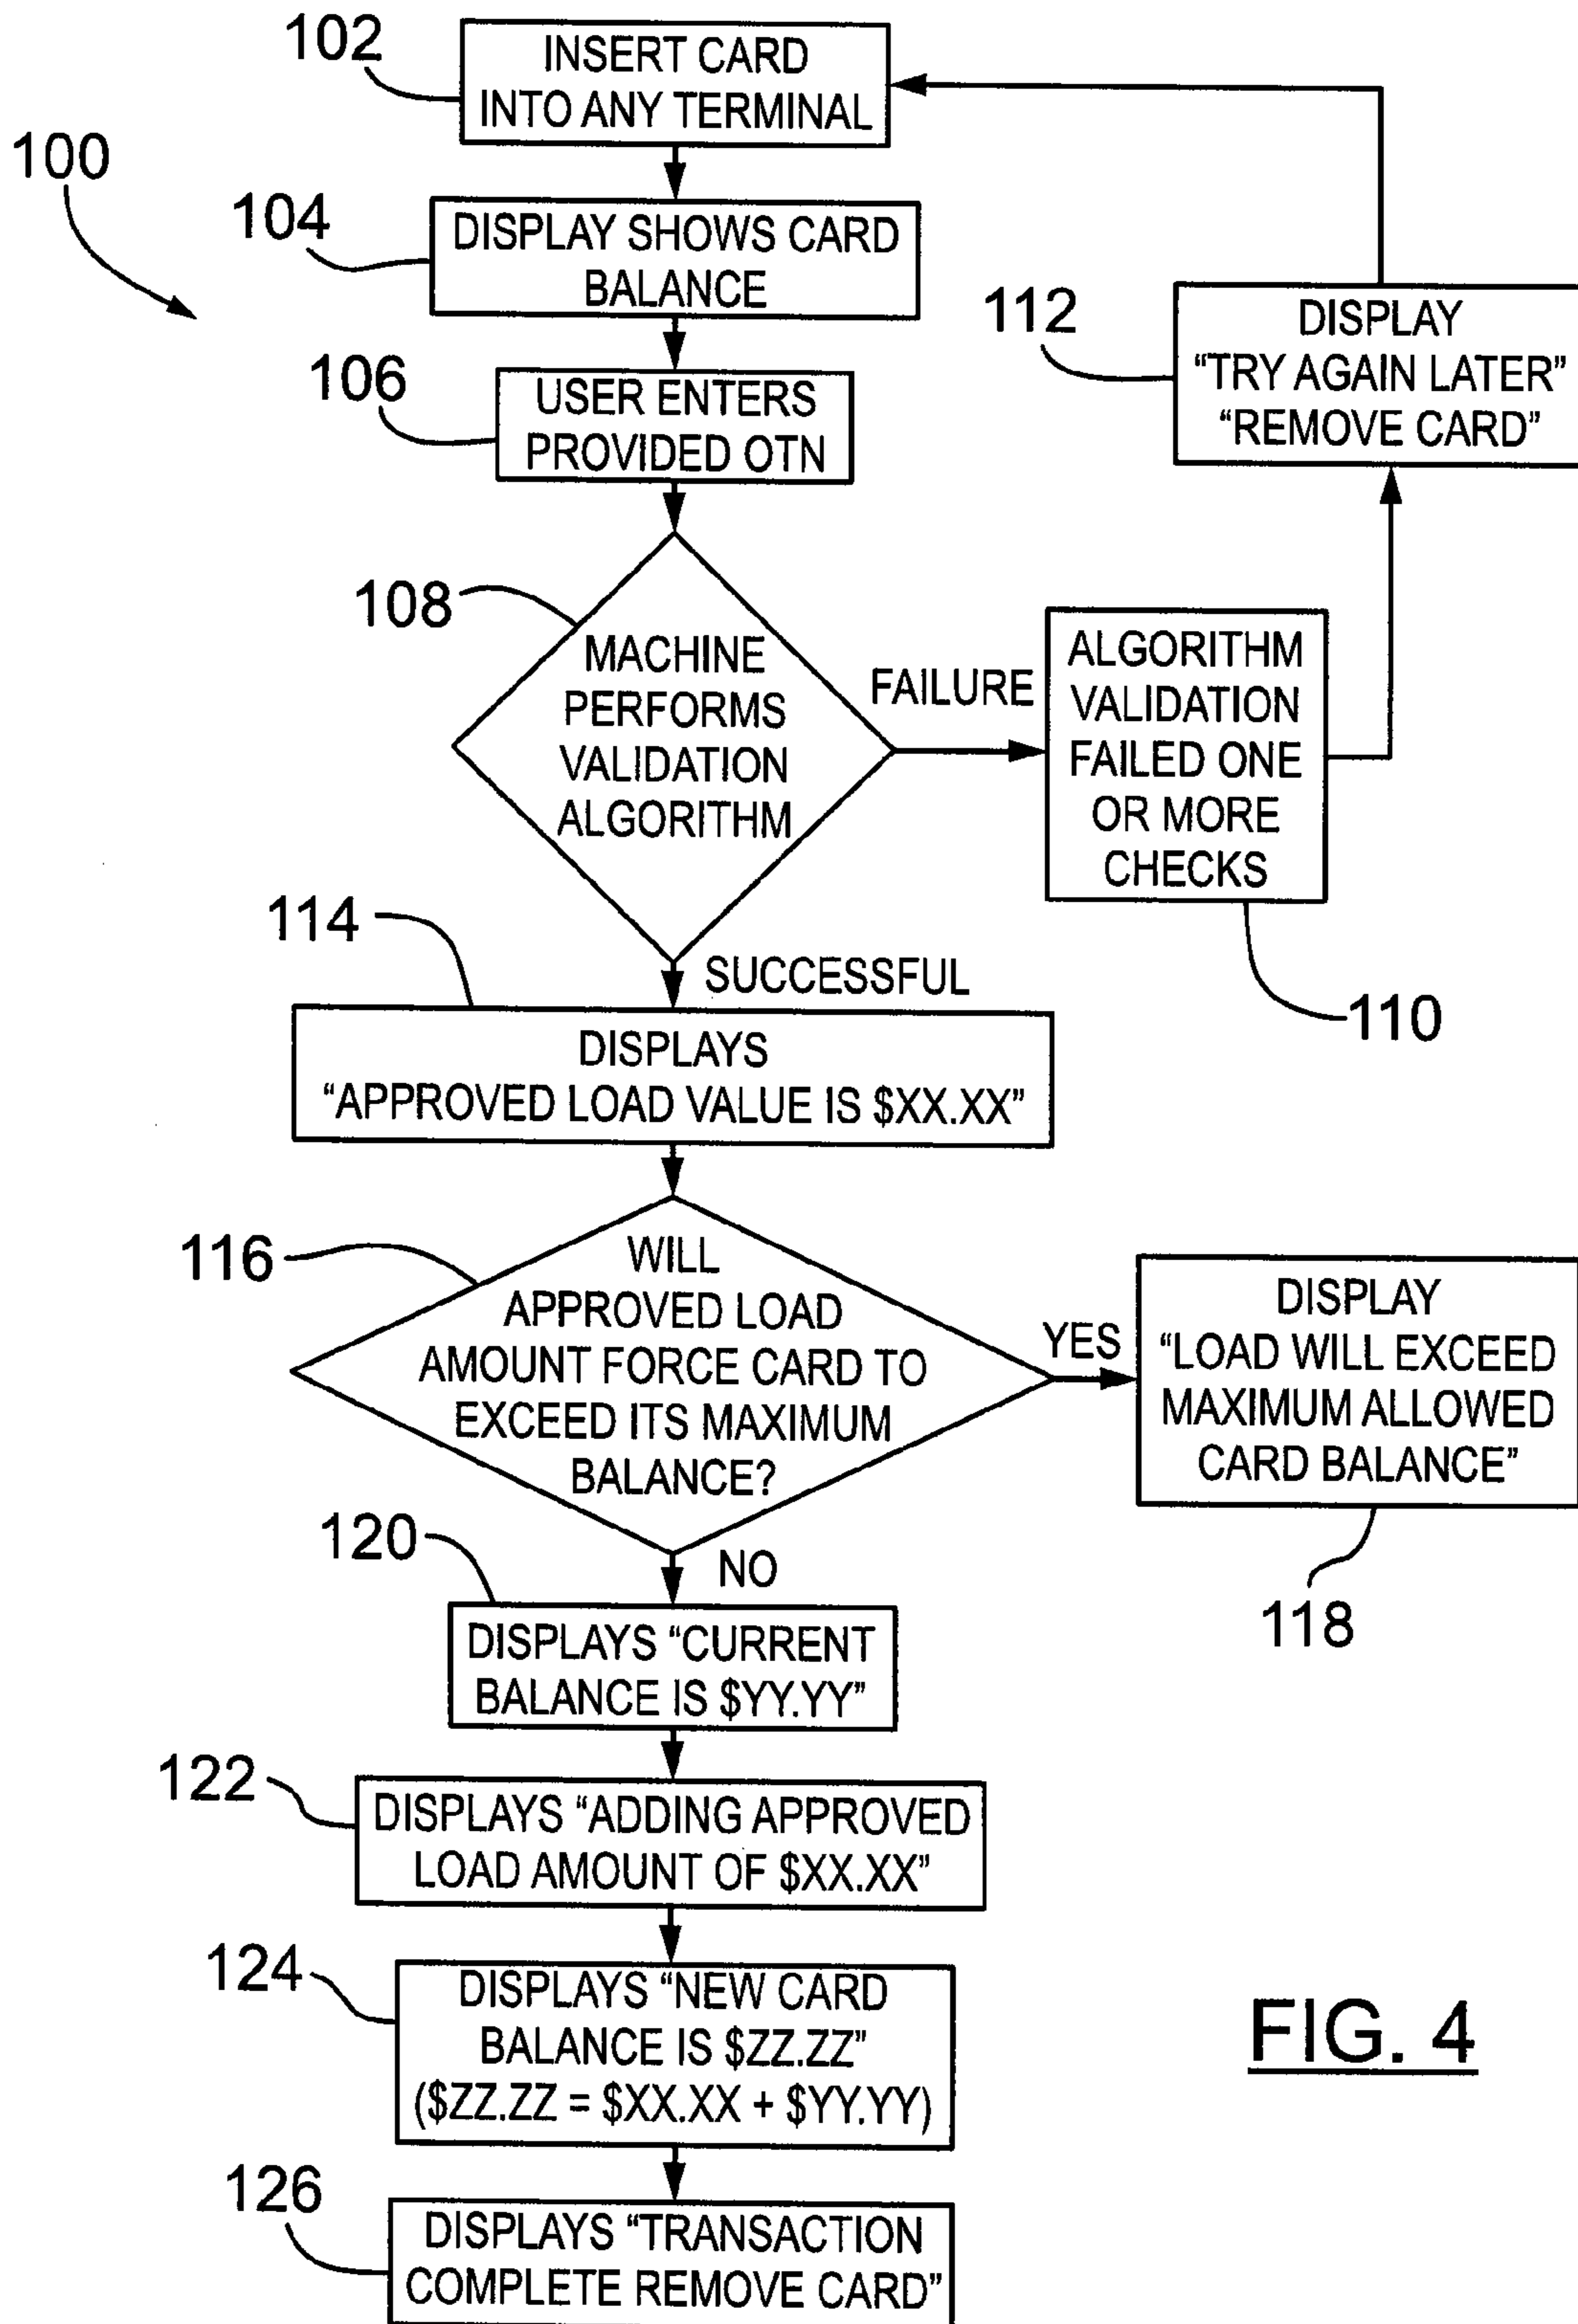 102
INSERT CARD
INTO ANY TERMINAL
100
104
DISPLAY SHOWS CARD
BALANCE
112
DISPLAY
“TRY AGAIN LATER”
“REMOVE CARD”
106
USER ENTERS
PROVIDED OTN
108
MACHINE
PERFORMS
VALIDATION
ALGORITHM
FAILURE
ALGORITHM
VALIDATION
FAILED ONE
OR MORE
CHECKS
110
SUCCESSFUL
114
DISPLAYS
“APPROVED LOAD VALUE IS $XX.XX”
116
WILL
APPROVED LOAD
AMOUNT FORCE CARD TO
EXCEED ITS MAXIMUM
BALANCE?
YES
DISPLAY
“LOAD WILL EXCEED
MAXIMUM ALLOWED
CARD BALANCE”
118
NO
120
DISPLAYS “CURRENT
BALANCE IS $YY.YY”
122
DISPLAYS “ADDING APPROVED
LOAD AMOUNT OF $XX.XX”
124
DISPLAYS “NEW CARD
BALANCE IS $ZZ.ZZ”
($ZZ.ZZ = $XX.XX + $YY.YY)
126
DISPLAYS “TRANSACTION
COMPLETE REMOVE CARD”
FIG. 4